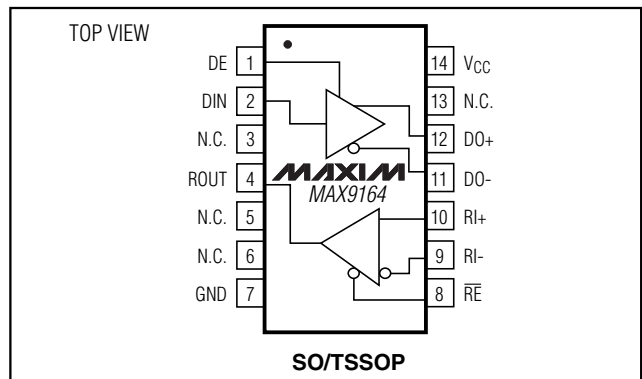 TOP VIEW
DE 1
DIN 2
N.C. 3
ROUT 4
N.C. 5
N.C. 6
GND 7
14 VCC
13 N.C.
12 DO+
11 DO-
10 RI+
9 RI-
8 R̅E̅
MAXIM
MAX9164
SO/TSSOP